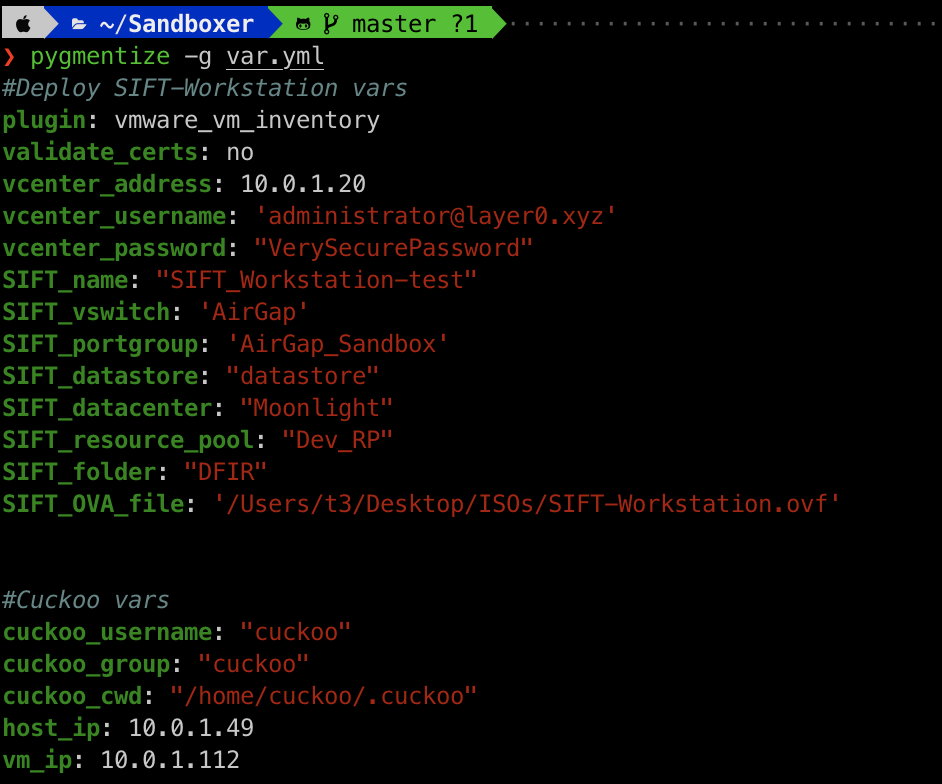 ~/Sandboxer master ?1
❯ pygmentize -g var.yml
#Deploy SIFT-Workstation vars
plugin: vmware_vm_inventory
validate_certs: no
vcenter_address: 10.0.1.20
vcenter_username: 'administrator@layer0.xyz'
vcenter_password: "VerySecurePassword"
SIFT_name: "SIFT_Workstation-test"
SIFT_vswitch: 'AirGap'
SIFT_portgroup: 'AirGap_Sandbox'
SIFT_datastore: "datastore"
SIFT_datacenter: "Moonlight"
SIFT_resource_pool: "Dev_RP"
SIFT_folder: "DFIR"
SIFT_OVA_file: '/Users/t3/Desktop/ISOs/SIFT-Workstation.ovf'
#Cuckoo vars
cuckoo_username: "cuckoo"
cuckoo_group: "cuckoo"
cuckoo_cwd: "/home/cuckoo/.cuckoo"
host_ip: 10.0.1.49
vm_ip: 10.0.1.112